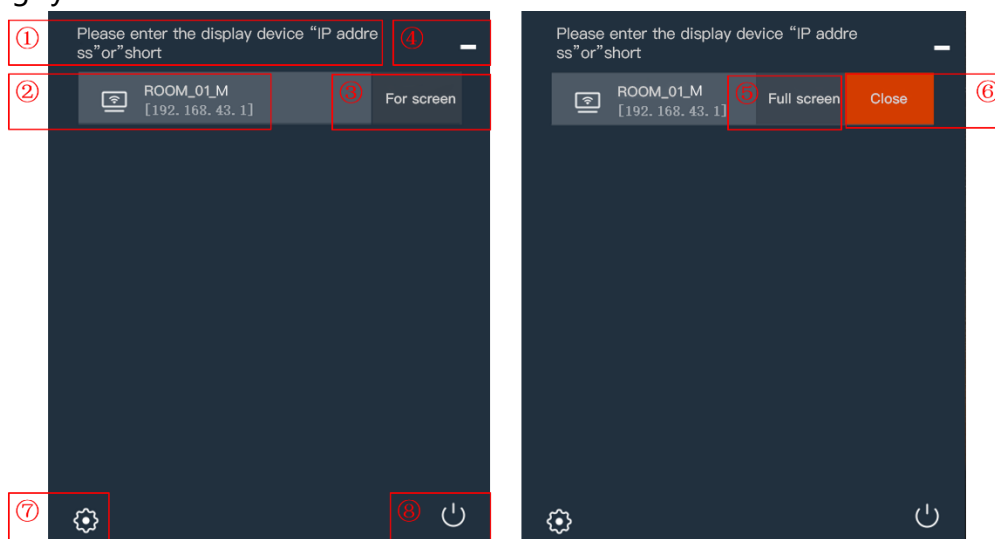 ①
Please enter the display device “IP addre
ss”or”short
④
②
ROOM_01_M
[192. 168. 43. 1]
③
For screen
⑦
⑧
Please enter the display device “IP addre
ss”or”short
ROOM_01_M
[192. 168. 43. 1]
⑤
Full screen
Close
⑥